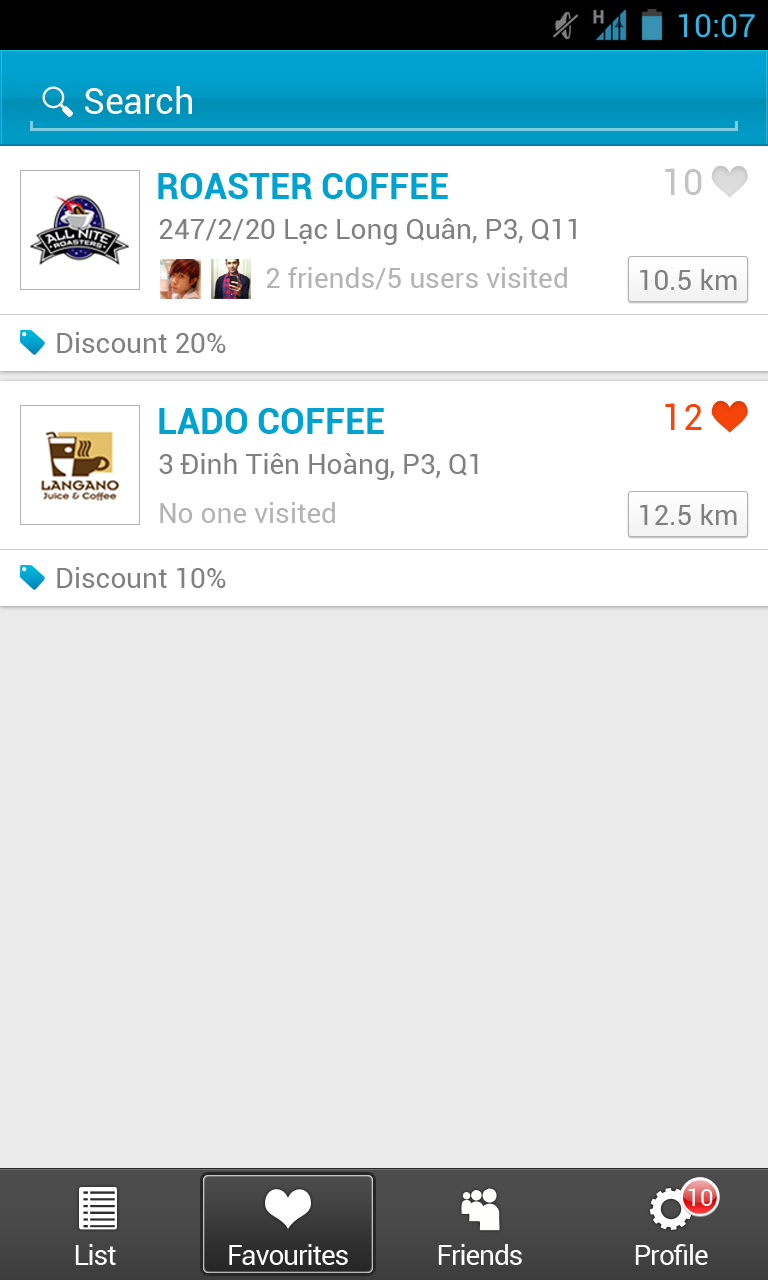 H 10:07
Search
ROASTER COFFEE
10
247/2/20 Lạc Long Quân, P3, Q11
2 friends/5 users visited
10.5 km
ALL NITE
ROASTERS
Discount 20%
LADO COFFEE
12
3 Đinh Tiên Hoàng, P3, Q1
No one visited
12.5 km
LANGANO
Juice & Coffee
Discount 10%
List
Favourites
Friends
Profile
10